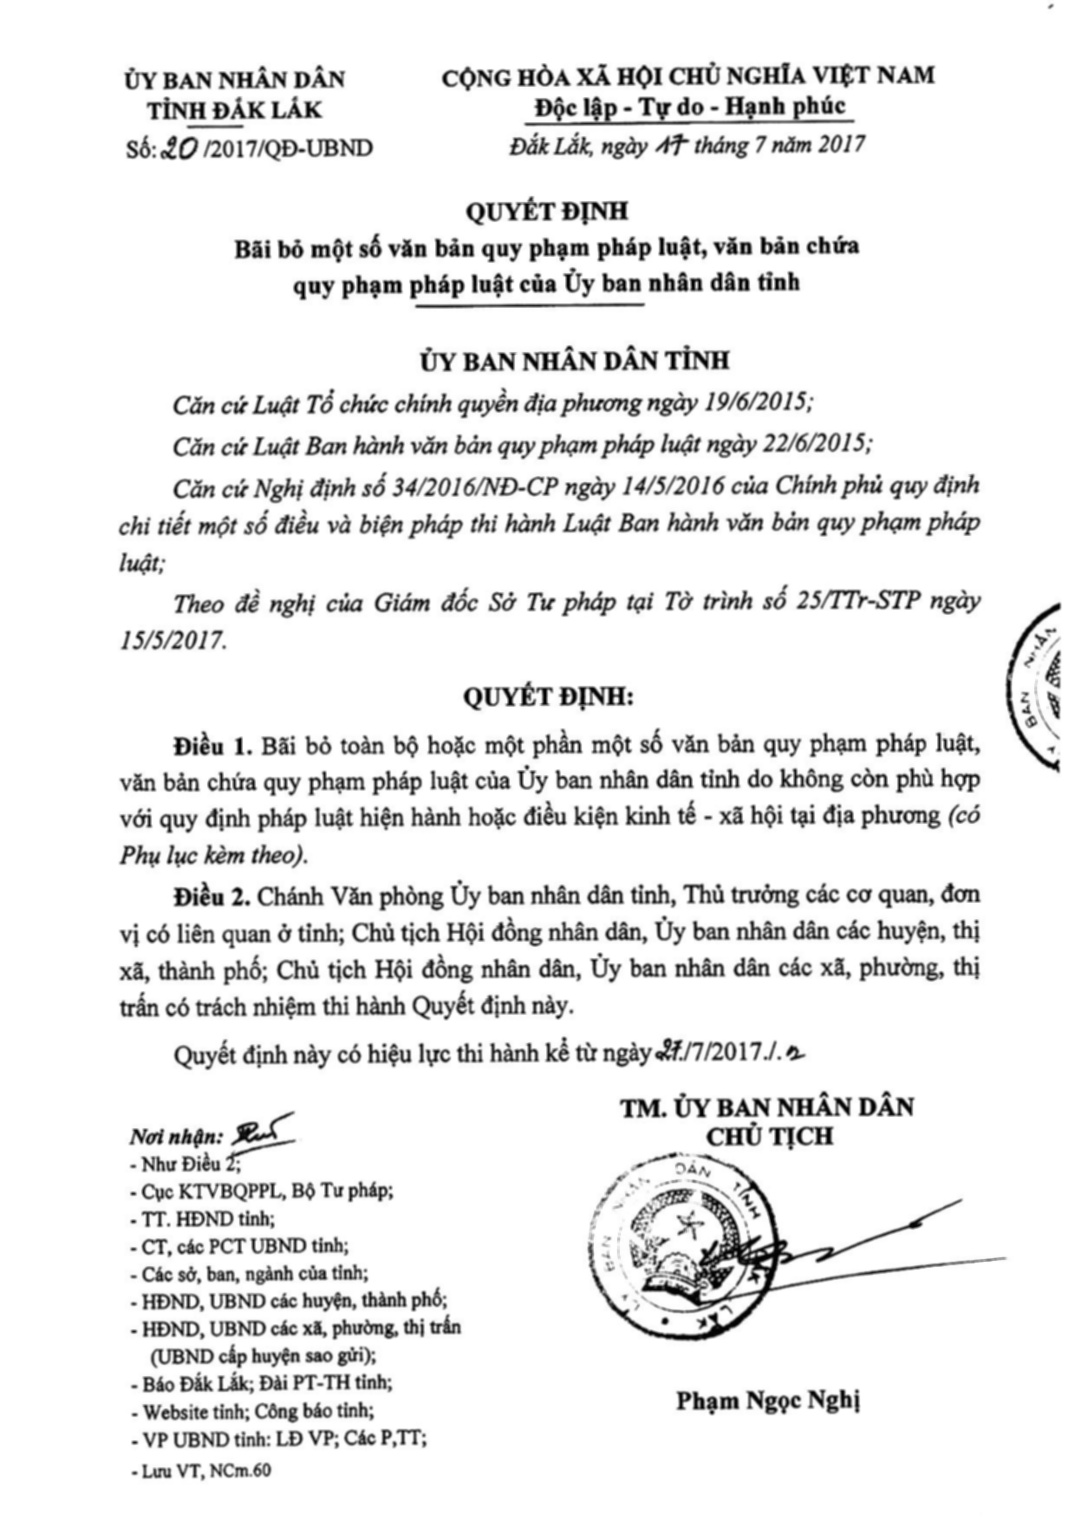 ỦY BAN NHÂN DÂN
TỈNH ĐẮK LẮK
Số: 20 /2017/QĐ-UBND
CỘNG HÒA XÃ HỘI CHỦ NGHĨA VIỆT NAM
Độc lập - Tự do - Hạnh phúc
Đắk Lắk, ngày 17 tháng 7 năm 2017
QUYẾT ĐỊNH
Bãi bỏ một số văn bản quy phạm pháp luật, văn bản chứa
quy phạm pháp luật của Ủy ban nhân dân tỉnh
ỦY BAN NHÂN DÂN TỈNH
Căn cứ Luật Tổ chức chính quyền địa phương ngày 19/6/2015;
Căn cứ Luật Ban hành văn bản quy phạm pháp luật ngày 22/6/2015;
Căn cứ Nghị định số 34/2016/NĐ-CP ngày 14/5/2016 của Chính phủ quy định
chi tiết một số điều và biện pháp thi hành Luật Ban hành văn bản quy phạm pháp
luật;
Theo đề nghị của Giám đốc Sở Tư pháp tại Tờ trình số 25/TTr-STP ngày
15/5/2017.
QUYẾT ĐỊNH:
Điều 1. Bãi bỏ toàn bộ hoặc một phần một số văn bản quy phạm pháp luật,
văn bản chứa quy phạm pháp luật của Ủy ban nhân dân tỉnh do không còn phù hợp
với quy định pháp luật hiện hành hoặc điều kiện kinh tế - xã hội tại địa phương (có
Phụ lục kèm theo).
Điều 2. Chánh Văn phòng Ủy ban nhân dân tỉnh, Thủ trưởng các cơ quan, đơn
vị có liên quan ở tỉnh; Chủ tịch Hội đồng nhân dân, Ủy ban nhân dân các huyện, thị
xã, thành phố; Chủ tịch Hội đồng nhân dân, Ủy ban nhân dân các xã, phường, thị
trấn có trách nhiệm thi hành Quyết định này.
Quyết định này có hiệu lực thi hành kể từ ngày 27./7/2017./.
Nơi nhận:
- Như Điều 2;
- Cục KTVBQPPL, Bộ Tư pháp;
- TT. HĐND tỉnh;
- CT, các PCT UBND tỉnh;
- Các sở, ban, ngành của tỉnh;
- HĐND, UBND các huyện, thành phố;
- HĐND, UBND các xã, phường, thị trấn
(UBND cấp huyện sao gửi);
- Báo Đắk Lắk; Đài PT-TH tỉnh;
- Website tỉnh; Công báo tỉnh;
- VP UBND tỉnh: LĐ VP; Các P,TT;
- Lưu VT, NCm.60
TM. ỦY BAN NHÂN DÂN
CHỦ TỊCH
Phạm Ngọc Nghị